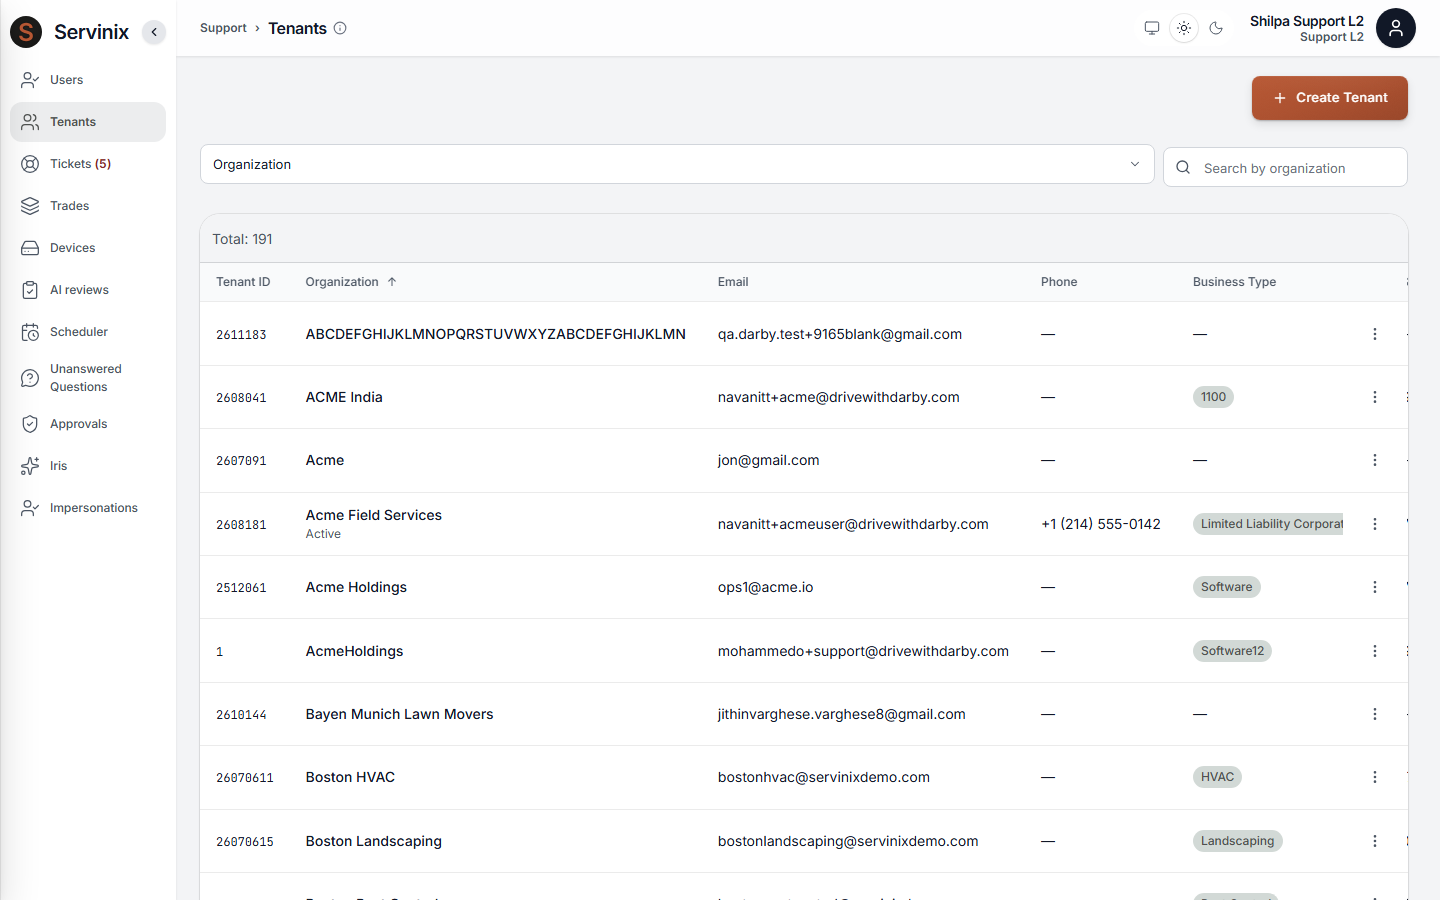 S Servinix
Support › Tenants
Shilpa Support L2
Support L2
Users
Tenants
Tickets (5)
Trades
Devices
AI reviews
Scheduler
Unanswered
Questions
Approvals
Iris
Impersonations
+ Create Tenant
Organization
Search by organization
Total: 191
Tenant ID Organization ↑ Email Phone Business Type
2611183 ABCDEFGHIJKLMNOPQRSTUVWXYZABCDEFGHIJKLMN qa.darby.test+9165blank@gmail.com — —
2608041 ACME India navanitt+acme@drivewithdarby.com — 1100
2607091 Acme jon@gmail.com — —
2608181 Acme Field Services navanitt+acmeuser@drivewithdarby.com +1 (214) 555-0142 Limited Liability Corporat
Active
2512061 Acme Holdings ops1@acme.io — Software
1 AcmeHoldings mohammedo+support@drivewithdarby.com — Software12
2610144 Bayen Munich Lawn Movers jithinvarghese.varghese8@gmail.com — —
26070611 Boston HVAC bostonhvac@servinixdemo.com — HVAC
26070615 Boston Landscaping bostonlandscaping@servinixdemo.com — Landscaping